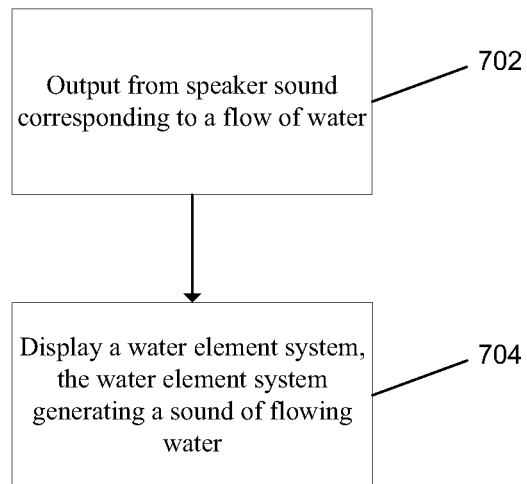 702
Output from speaker sound
corresponding to a flow of water
704
Display a water element system,
the water element system
generating a sound of flowing
water